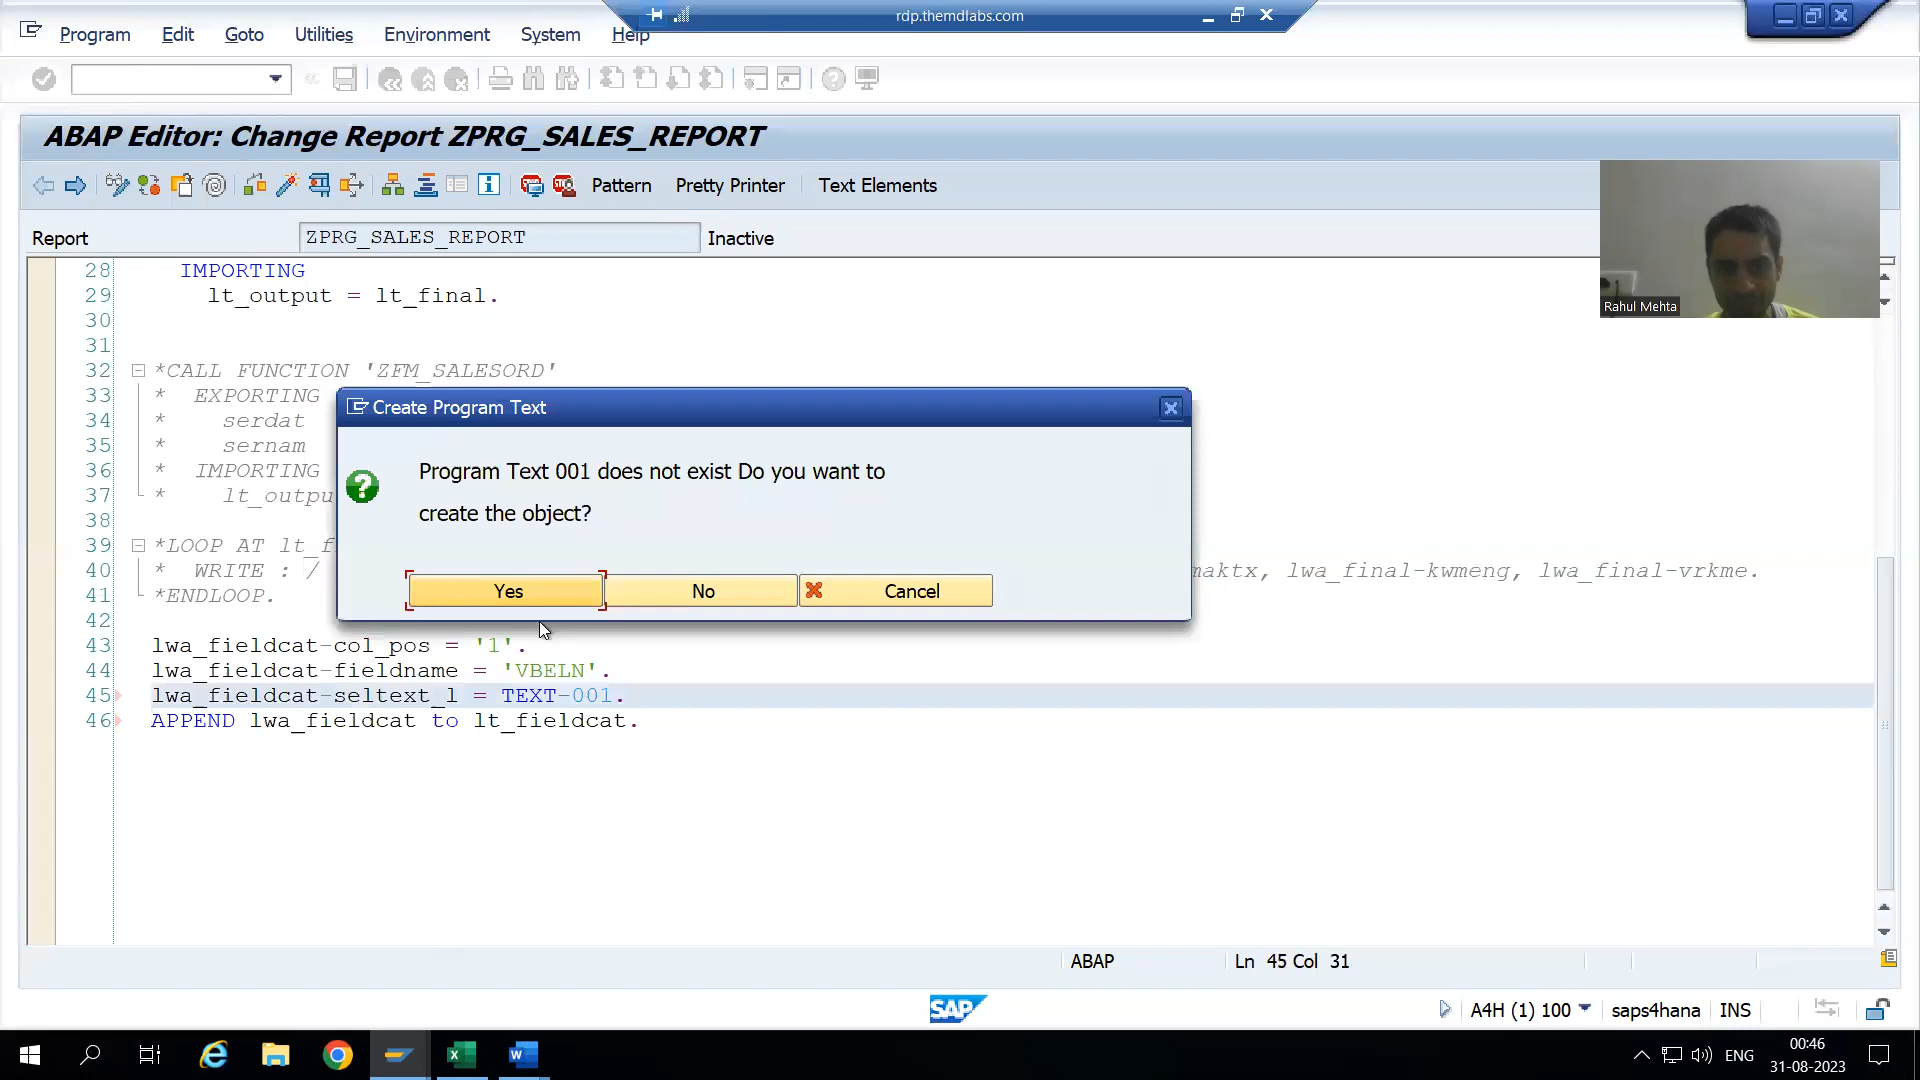 rdp.themdlabs.com
Program Edit Goto Utilities Environment System Help
ABAP Editor: Change Report ZPRG_SALES_REPORT
Pattern Pretty Printer Text Elements
Report ZPRG_SALES_REPORT Inactive
Rahul Mehta
28 IMPORTING
29 lt_output = lt_final.
30
31
32 *CALL FUNCTION 'ZFM_SALESORD'
33 * EXPORTING
34 * serdat
35 * sernam
36 * IMPORTING
37 * lt_outpu
38
39 *LOOP AT lt_f
40 * WRITE : / maktx, lwa_final-kwmeng, lwa_final-vrkme.
41 *ENDLOOP.
42
43 lwa_fieldcat-col_pos = '1'.
44 lwa_fieldcat-fieldname = 'VBELN'.
45 lwa_fieldcat-seltext_l = TEXT-001.
46 APPEND lwa_fieldcat to lt_fieldcat.
Create Program Text
Program Text 001 does not exist Do you want to
create the object?
Yes No Cancel
ABAP Ln 45 Col 31
SAP A4H (1) 100 saps4hana INS
ENG 00:46
31-08-2023